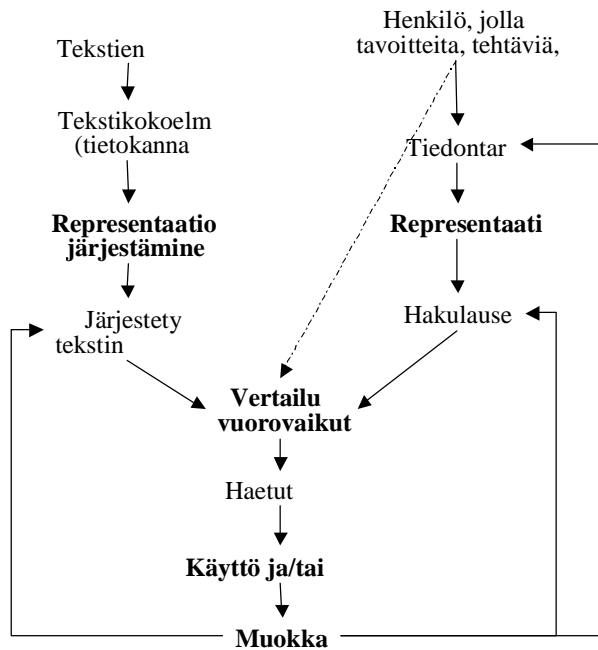 Tekstien
Tekstikokoelm
(tietokanna
Representaatio
järjestämine
Järjestety
tekstin
Henkilö, jolla
tavoitteita, tehtäviä,
Tiedontar
Representaati
Hakulause
Vertailu
vuorovaikut
Haetut
Käyttö ja/tai
Muokka